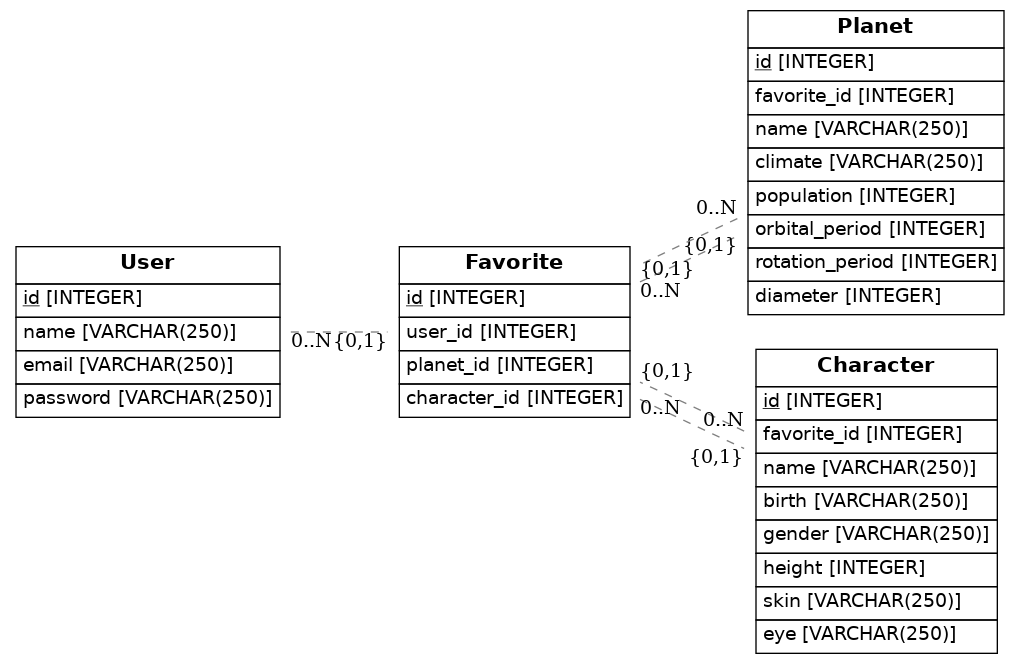 User
id [INTEGER]
name [VARCHAR(250)]
email [VARCHAR(250)]
password [VARCHAR(250)]
0..N {0,1}
Favorite
id [INTEGER]
user_id [INTEGER]
planet_id [INTEGER]
character_id [INTEGER]
0..N
{0,1}
{0,1}
0..N
{0,1}
0..N
0..N
{0,1}
Planet
id [INTEGER]
favorite_id [INTEGER]
name [VARCHAR(250)]
climate [VARCHAR(250)]
population [INTEGER]
orbital_period [INTEGER]
rotation_period [INTEGER]
diameter [INTEGER]
Character
id [INTEGER]
favorite_id [INTEGER]
name [VARCHAR(250)]
birth [VARCHAR(250)]
gender [VARCHAR(250)]
height [INTEGER]
skin [VARCHAR(250)]
eye [VARCHAR(250)]